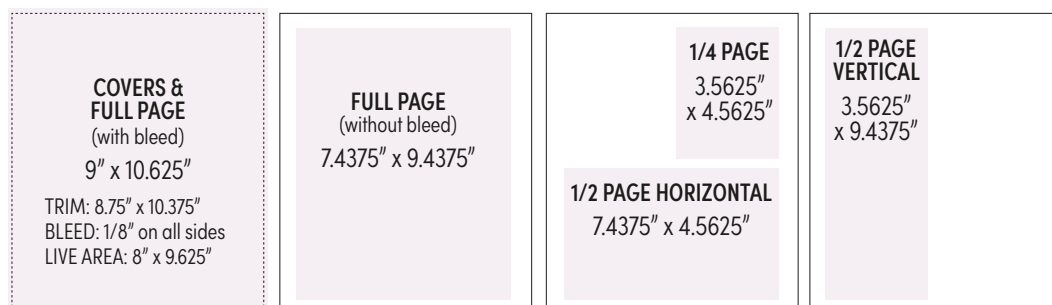 COVERS &
FULL PAGE
(with bleed)
9″ x 10.625″
TRIM: 8.75″ x 10.375″
BLEED: 1/8″ on all sides
LIVE AREA: 8″ x 9.625″
FULL PAGE
(without bleed)
7.4375″ x 9.4375″
1/4 PAGE
3.5625″
x 4.5625″
1/2 PAGE HORIZONTAL
7.4375″ x 4.5625″
1/2 PAGE
VERTICAL
3.5625″
x 9.4375″